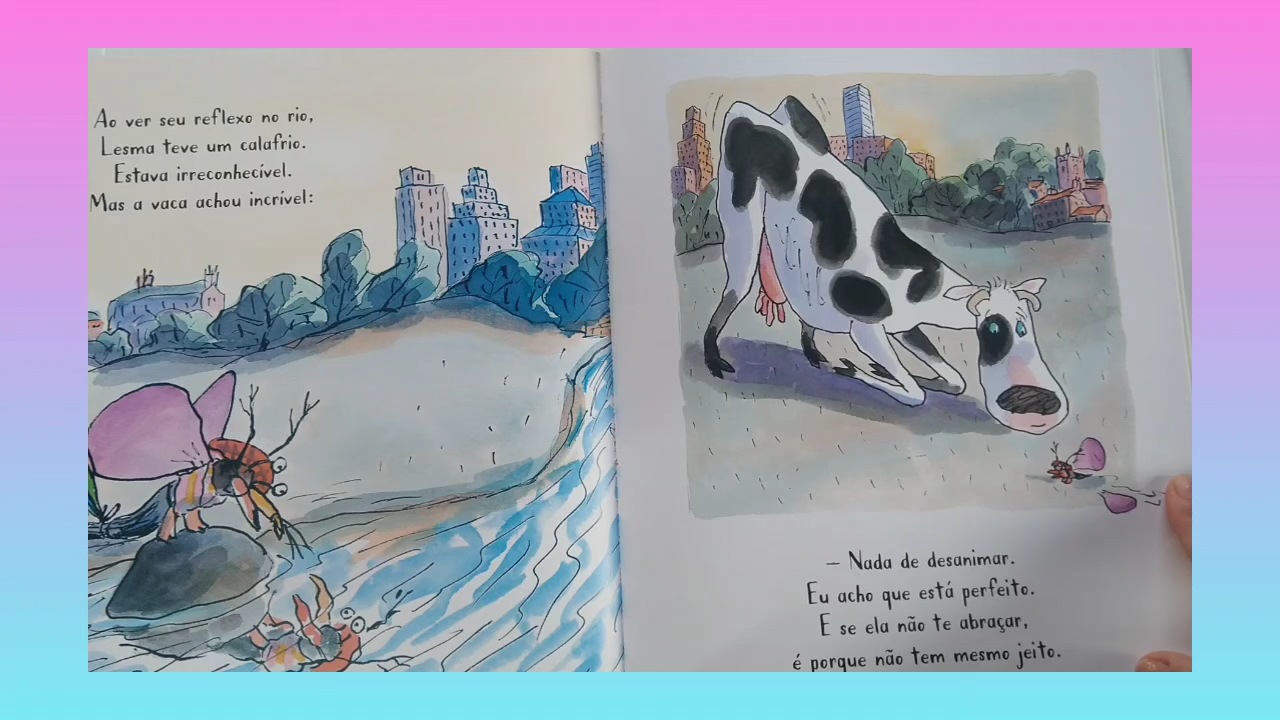 Ao ver seu reflexo no rio,
Lesma teve um calafrio.
Estava irreconhecível.
Mas a vaca achou incrível:
– Nada de desanimar.
Eu acho que está perfeito.
E se ela não te abraçar,
é porque não tem mesmo jeito.